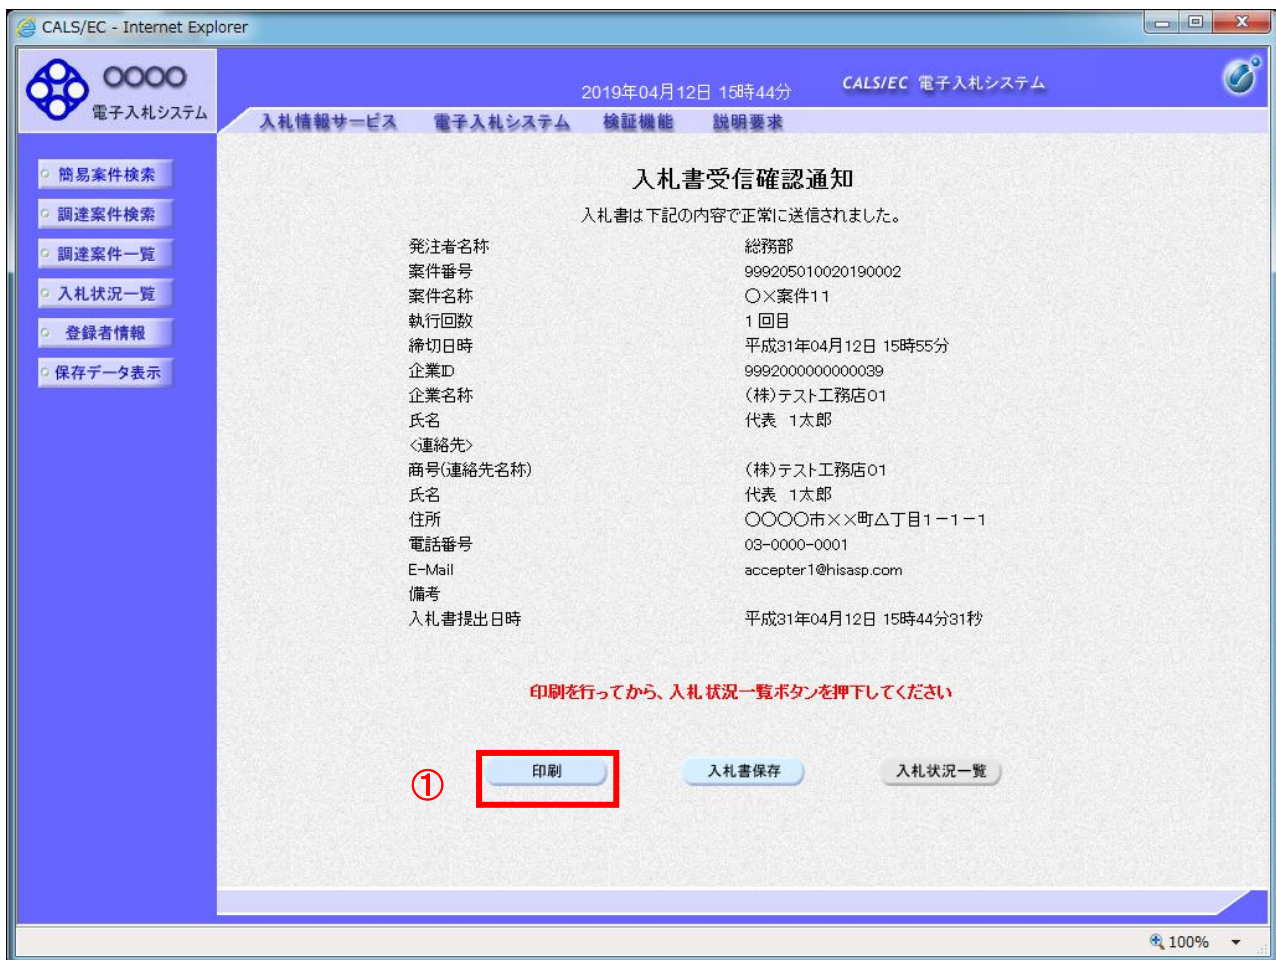 CALS/EC - Internet Explorer
○○○○
電子入札システム
2019年04月12日 15時44分
CALS/EC 電子入札システム
入札情報サービス 電子入札システム 検証機能 説明要求
簡易案件検索
調達案件検索
調達案件一覧
入札状況一覧
登録者情報
保存データ表示
入札書受信確認通知
入札書は下記の内容で正常に送信されました。
発注者名称 総務部
案件番号 999205010020190002
案件名称 ○×案件11
執行回数 1回目
締切日時 平成31年04月12日 15時55分
企業ID 9992000000000039
企業名称 (株)テスト工務店01
氏名 代表 1太郎
<連絡先>
商号(連絡先名称) (株)テスト工務店01
氏名 代表 1太郎
住所 ○○○○市××町△丁目1-1-1
電話番号 03-0000-0001
E-Mail accepter1@hisasp.com
備考
入札書提出日時 平成31年04月12日 15時44分31秒
印刷を行ってから、入札状況一覧ボタンを押下してください
① 印刷 入札書保存 入札状況一覧
100%